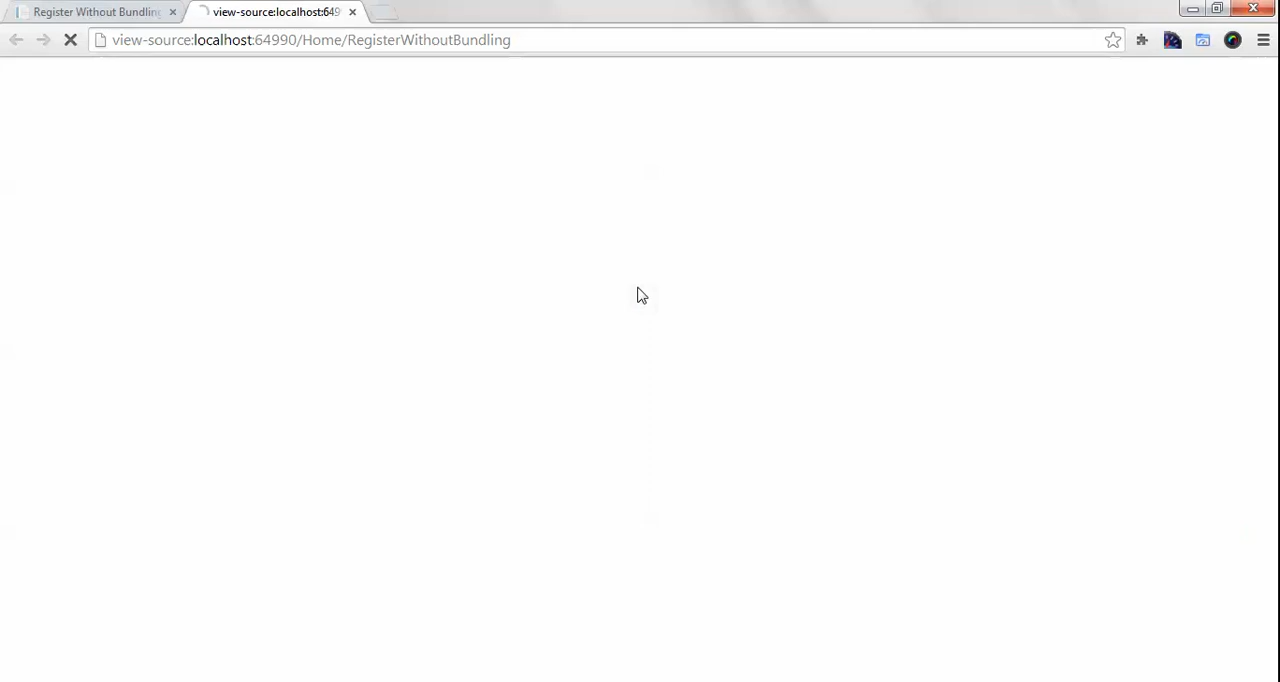 Register Without Bundling
view-source:localhost:649
view-source:localhost:64990/Home/RegisterWithoutBundling